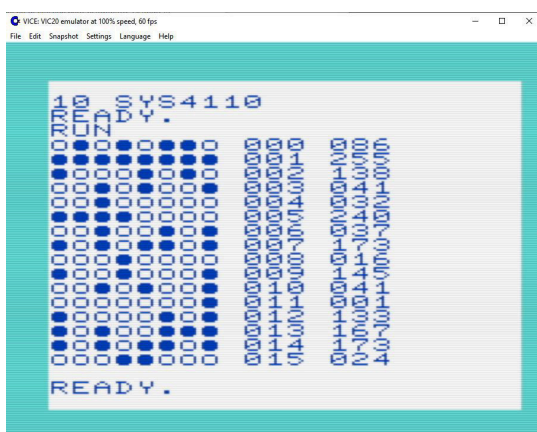 VICE: VIC20 emulator at 100% speed, 60 fps
File Edit Snapshot Settings Language Help
10 SYS4110
READY.
RUN
000 086
001 255
002 138
003 041
004 032
005 240
006 037
007 173
008 016
009 145
010 041
011 001
012 133
013 167
014 173
015 024
READY.